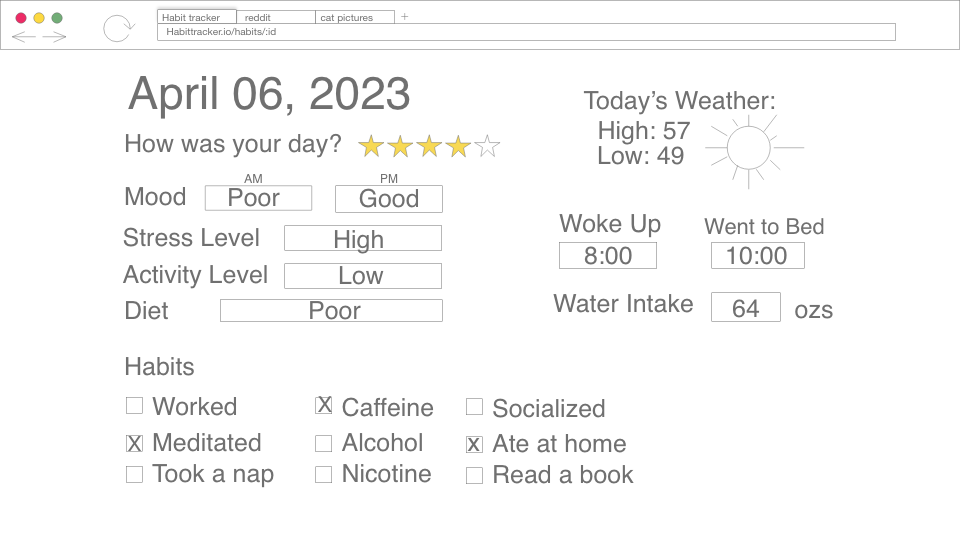 Habit tracker reddit cat pictures +
Habittracker.io/habits/:id
April 06, 2023
How was your day?
AM PM
Mood Poor Good
Stress Level High
Activity Level Low
Diet Poor
Today's Weather:
High: 57
Low: 49
Woke Up Went to Bed
8:00 10:00
Water Intake 64 ozs
Habits
Worked X Caffeine Socialized
X Meditated Alcohol X Ate at home
Took a nap Nicotine Read a book